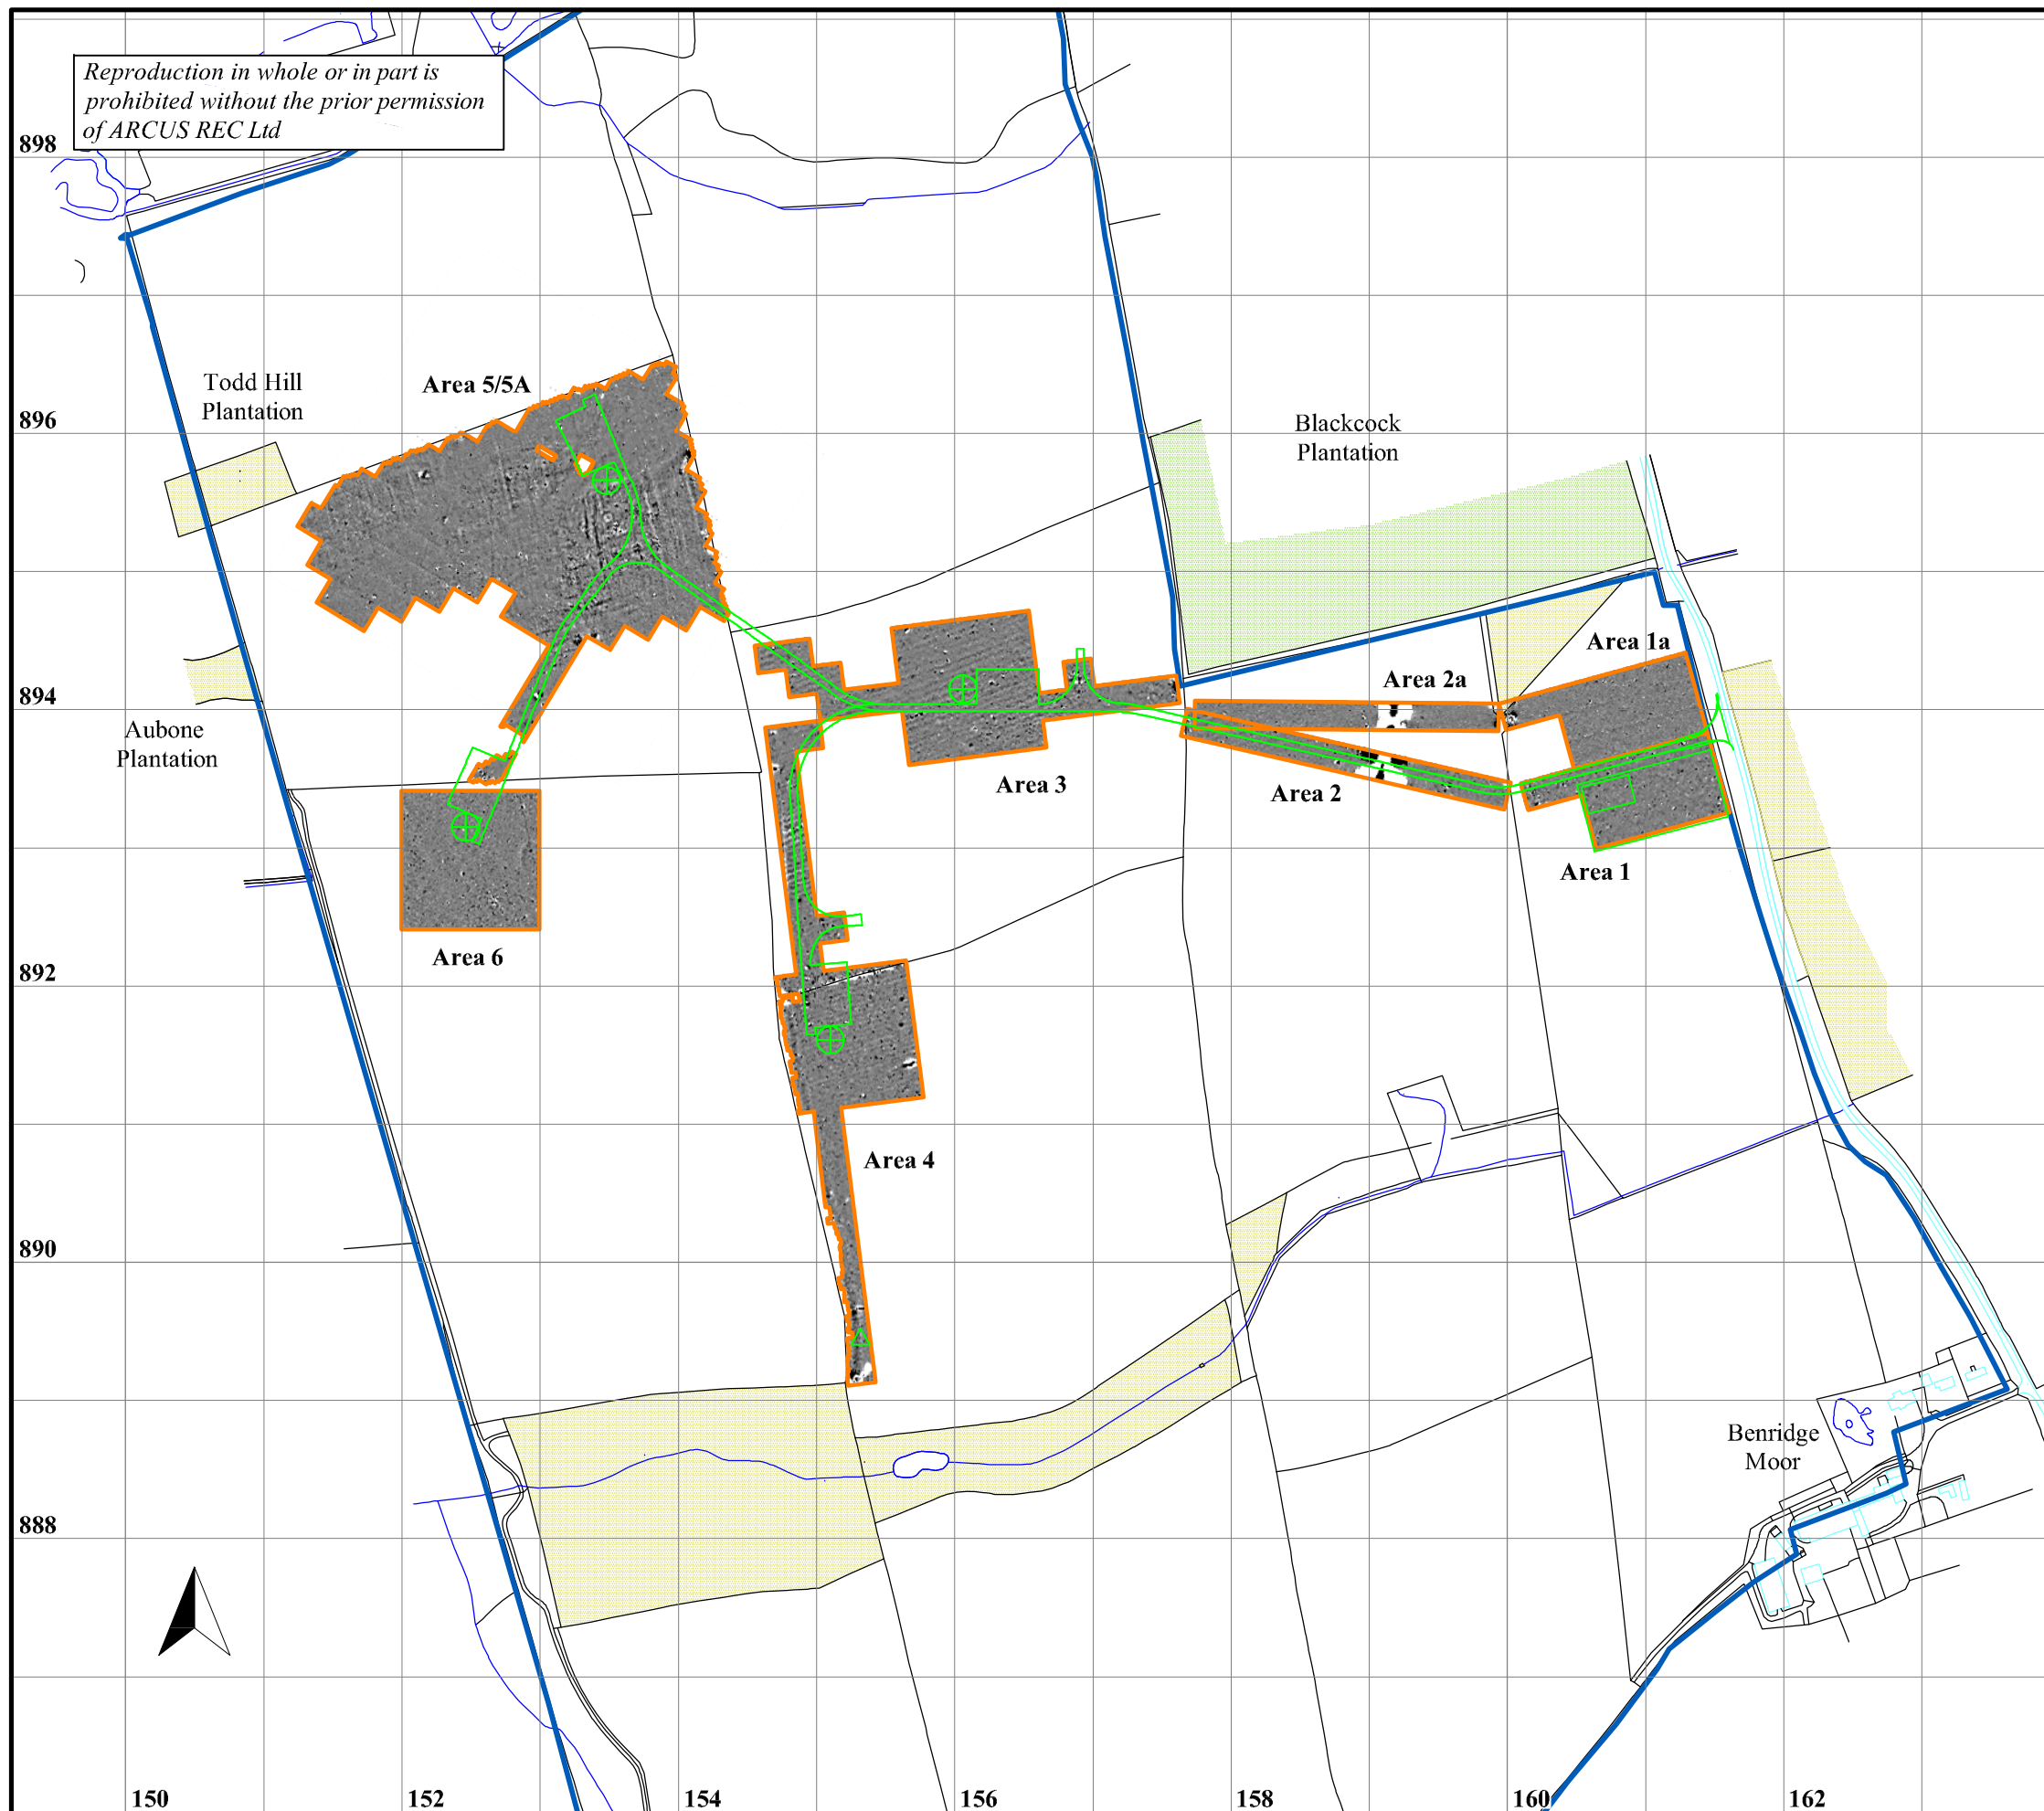 Reproduction in whole or in part is
prohibited without the prior permission
of ARCUS REC Ltd
898
Todd Hill
Plantation
Area 5/5A
896
Blackcock
Plantation
Area 1a
Area 2a
894
Aubone
Plantation
Area 3
Area 2
Area 1
Area 6
892
Area 4
890
Benridge
Moor
888
150
152
154
156
158
160
162